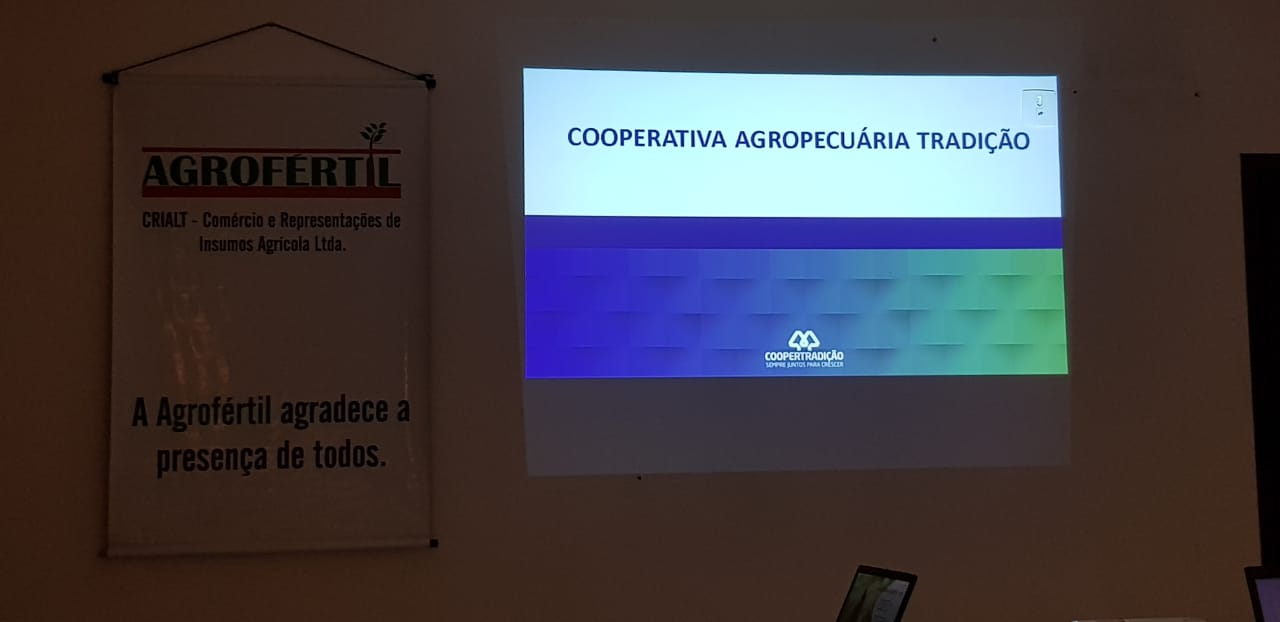 AGROFÉRTIL
CRIALT - Comércio e Representações de
Insumos Agrícola Ltda.
A Agrofértil agradece a
presença de todos.
COOPERATIVA AGROPECUÁRIA TRADIÇÃO
COOPERTRADIÇÃO
SEMPRE JUNTOS PARA CRESCER